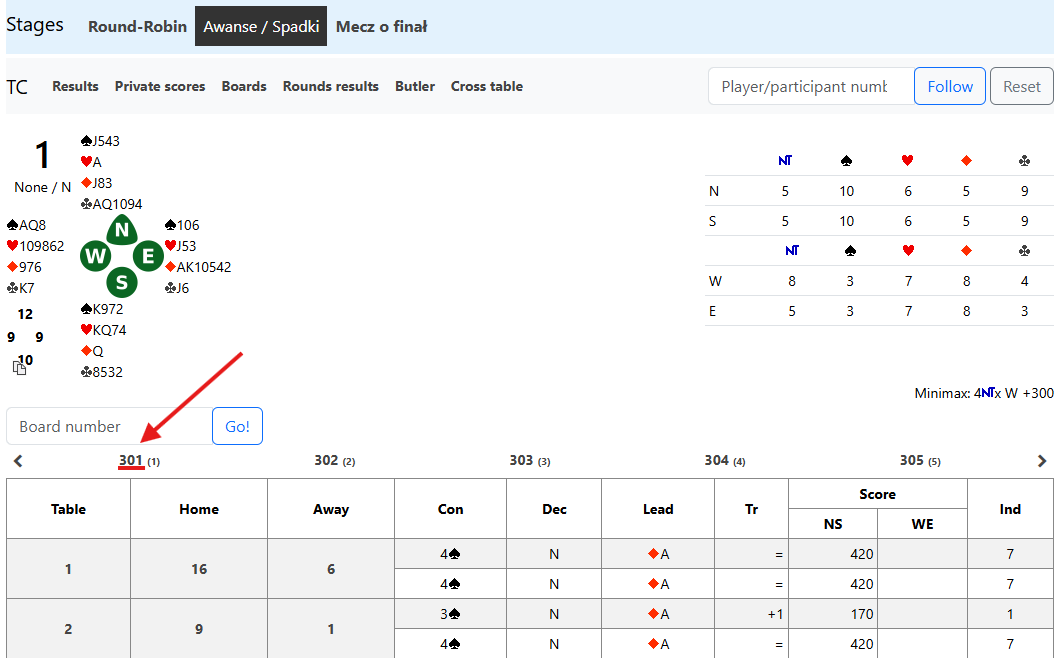 Stages Round-Robin Awanse / Spadki Mecz o finał
TC Results Private scores Boards Rounds results Butler Cross table Player/participant numb Follow Reset
1
None / N
♠J543
♥A
♦J83
♣AQ1094
♠AQ8
♥109862
♦976
♣K7
N
W E
S
♠106
♥J53
♦AK10542
♣J6
♠K972
♥KQ74
♦Q
♣8532
12
9 9
10
NT ♠ ♥ ♦ ♣
N 5 10 6 5 9
S 5 10 6 5 9
NT ♠ ♥ ♦ ♣
W 8 3 7 8 4
E 5 3 7 8 3
Minimax: 4NTx W +300
Board number Go!
301 (1) 302 (2) 303 (3) 304 (4) 305 (5)
Table Home Away Con Dec Lead Tr Score Ind
NS WE
1 16 6 4♠ N ♦A = 420 7
4♠ N ♦A = 420 7
2 9 1 3♠ N ♦A +1 170 1
4♠ N ♦A = 420 7